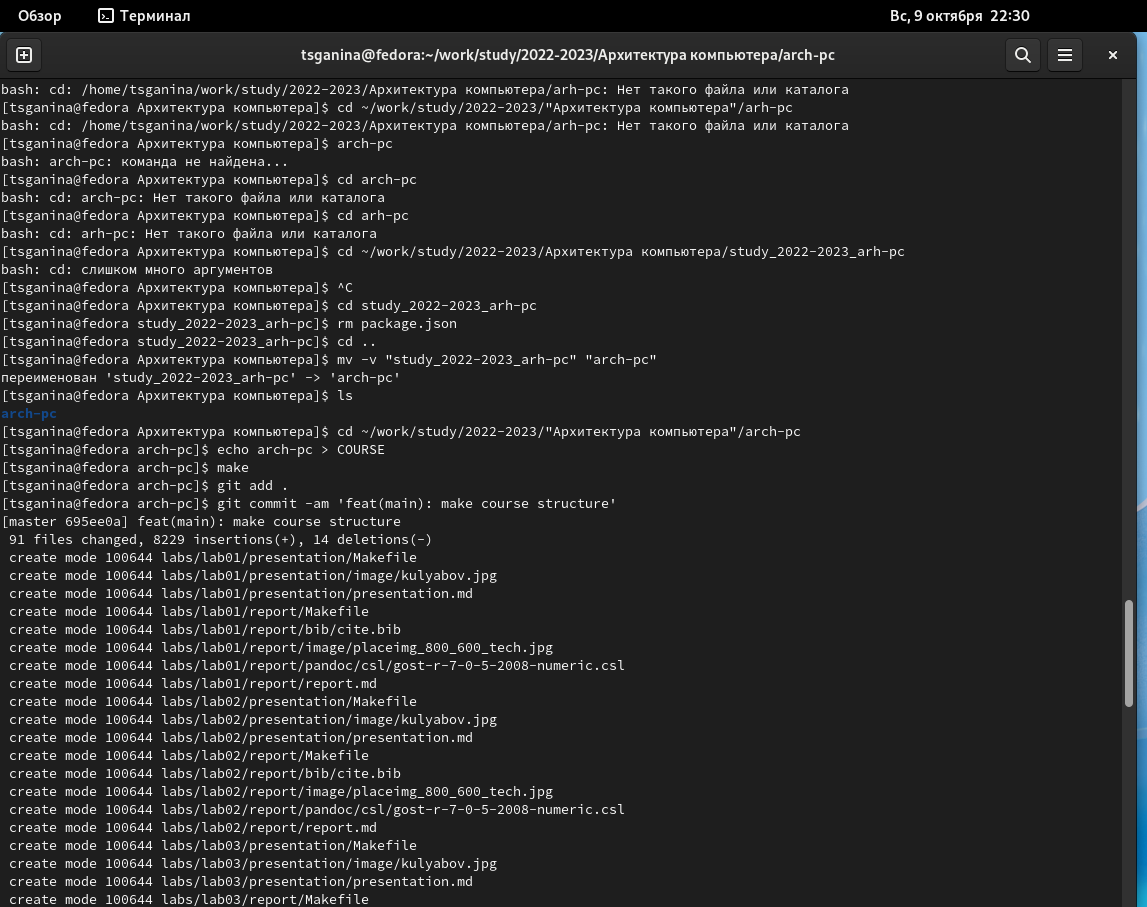 Обзор
Терминал
Вс, 9 октября 22:30
tsganina@fedora:~/work/study/2022-2023/Архитектура компьютера/arch-pc
bash: cd: /home/tsganina/work/study/2022-2023/Архитектура компьютера/arh-pc: Нет такого файла или каталога
[tsganina@fedora Архитектура компьютера]$ cd ~/work/study/2022-2023/"Архитектура компьютера"/arh-pc
bash: cd: /home/tsganina/work/study/2022-2023/Архитектура компьютера/arh-pc: Нет такого файла или каталога
[tsganina@fedora Архитектура компьютера]$ arch-pc
bash: arch-pc: команда не найдена...
[tsganina@fedora Архитектура компьютера]$ cd arch-pc
bash: cd: arch-pc: Нет такого файла или каталога
[tsganina@fedora Архитектура компьютера]$ cd arh-pc
bash: cd: arh-pc: Нет такого файла или каталога
[tsganina@fedora Архитектура компьютера]$ cd ~/work/study/2022-2023/Архитектура компьютера/study_2022-2023_arh-pc
bash: cd: слишком много аргументов
[tsganina@fedora Архитектура компьютера]$ ^C
[tsganina@fedora Архитектура компьютера]$ cd study_2022-2023_arh-pc
[tsganina@fedora study_2022-2023_arh-pc]$ rm package.json
[tsganina@fedora study_2022-2023_arh-pc]$ cd ..
[tsganina@fedora Архитектура компьютера]$ mv -v "study_2022-2023_arh-pc" "arch-pc"
переименован 'study_2022-2023_arh-pc' -> 'arch-pc'
[tsganina@fedora Архитектура компьютера]$ ls
arch-pc
[tsganina@fedora Архитектура компьютера]$ cd ~/work/study/2022-2023/"Архитектура компьютера"/arch-pc
[tsganina@fedora arch-pc]$ echo arch-pc > COURSE
[tsganina@fedora arch-pc]$ make
[tsganina@fedora arch-pc]$ git add .
[tsganina@fedora arch-pc]$ git commit -am 'feat(main): make course structure'
[master 695ee0a] feat(main): make course structure
91 files changed, 8229 insertions(+), 14 deletions(-)
create mode 100644 labs/lab01/presentation/Makefile
create mode 100644 labs/lab01/presentation/image/kulyabov.jpg
create mode 100644 labs/lab01/presentation/presentation.md
create mode 100644 labs/lab01/report/Makefile
create mode 100644 labs/lab01/report/bib/cite.bib
create mode 100644 labs/lab01/report/image/placeimg_800_600_tech.jpg
create mode 100644 labs/lab01/report/pandoc/csl/gost-r-7-0-5-2008-numeric.csl
create mode 100644 labs/lab01/report/report.md
create mode 100644 labs/lab02/presentation/Makefile
create mode 100644 labs/lab02/presentation/image/kulyabov.jpg
create mode 100644 labs/lab02/presentation/presentation.md
create mode 100644 labs/lab02/report/Makefile
create mode 100644 labs/lab02/report/bib/cite.bib
create mode 100644 labs/lab02/report/image/placeimg_800_600_tech.jpg
create mode 100644 labs/lab02/report/pandoc/csl/gost-r-7-0-5-2008-numeric.csl
create mode 100644 labs/lab02/report/report.md
create mode 100644 labs/lab03/presentation/Makefile
create mode 100644 labs/lab03/presentation/image/kulyabov.jpg
create mode 100644 labs/lab03/presentation/presentation.md
create mode 100644 labs/lab03/report/Makefile